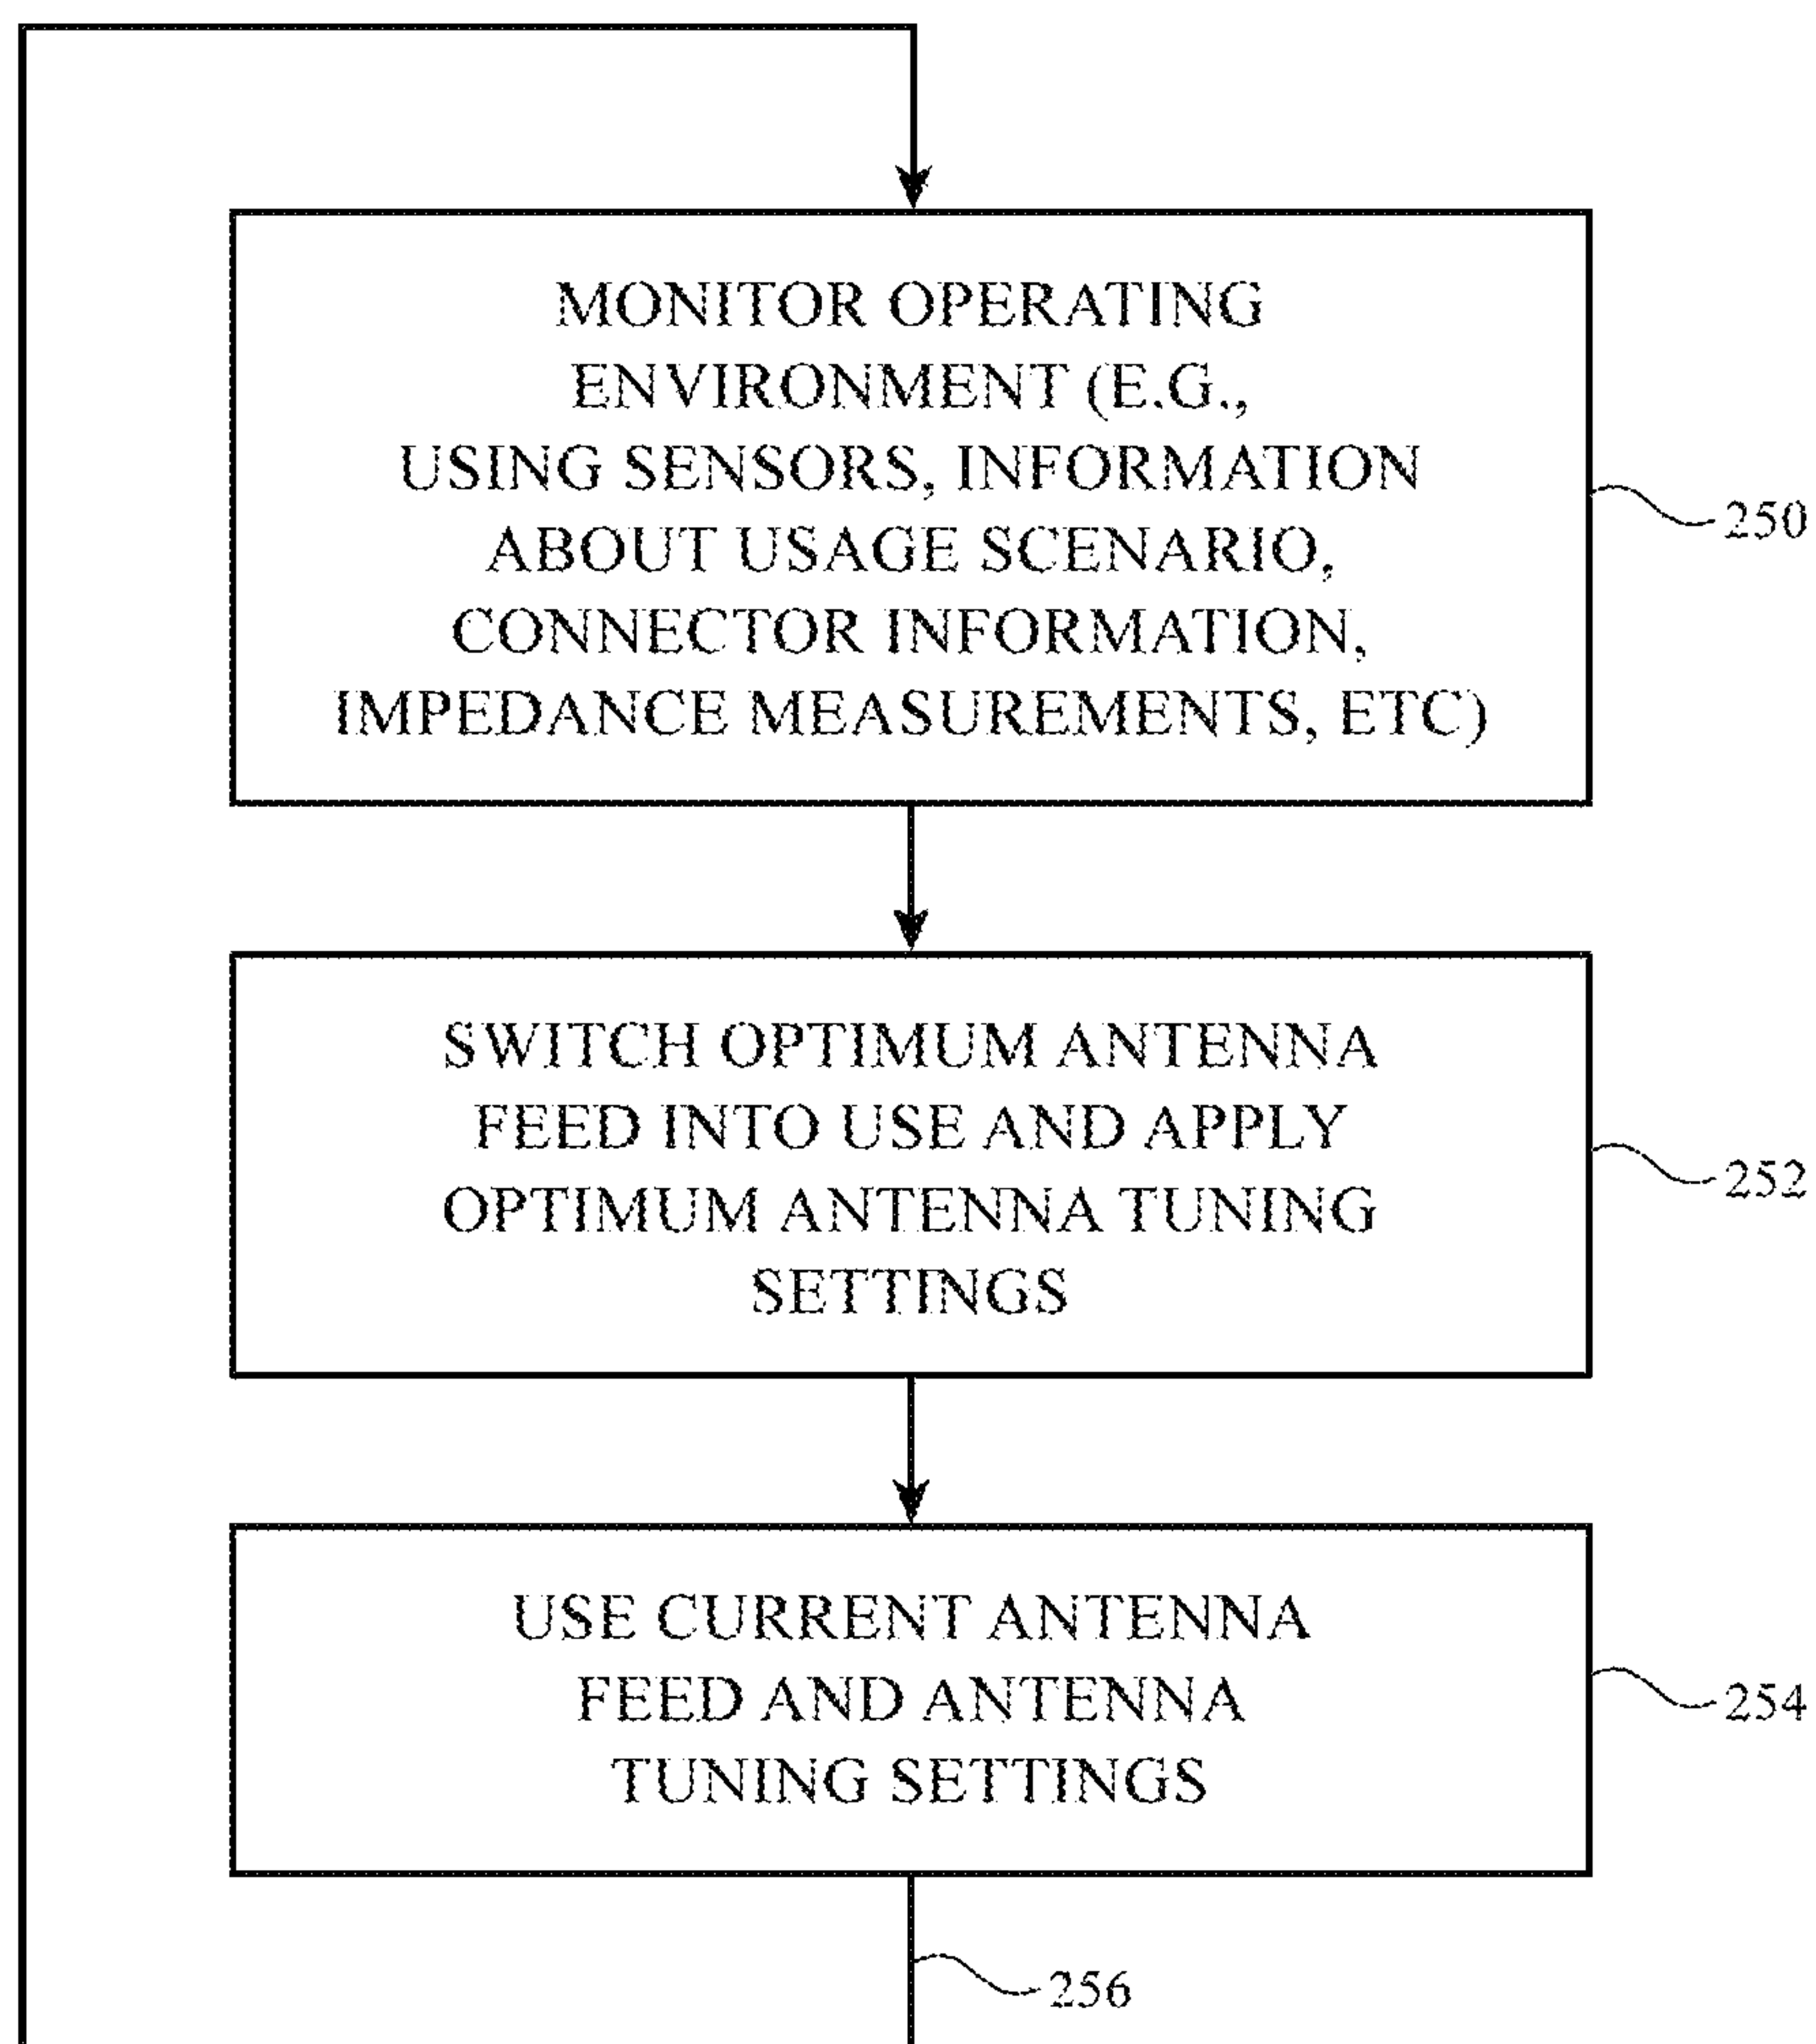 MONITOR OPERATING
ENVIRONMENT (E.G.,
USING SENSORS, INFORMATION
ABOUT USAGE SCENARIO,
CONNECTOR INFORMATION,
IMPEDANCE MEASUREMENTS, ETC)
250
SWITCH OPTIMUM ANTENNA
FEED INTO USE AND APPLY
OPTIMUM ANTENNA TUNING
SETTINGS
252
USE CURRENT ANTENNA
FEED AND ANTENNA
TUNING SETTINGS
254
256